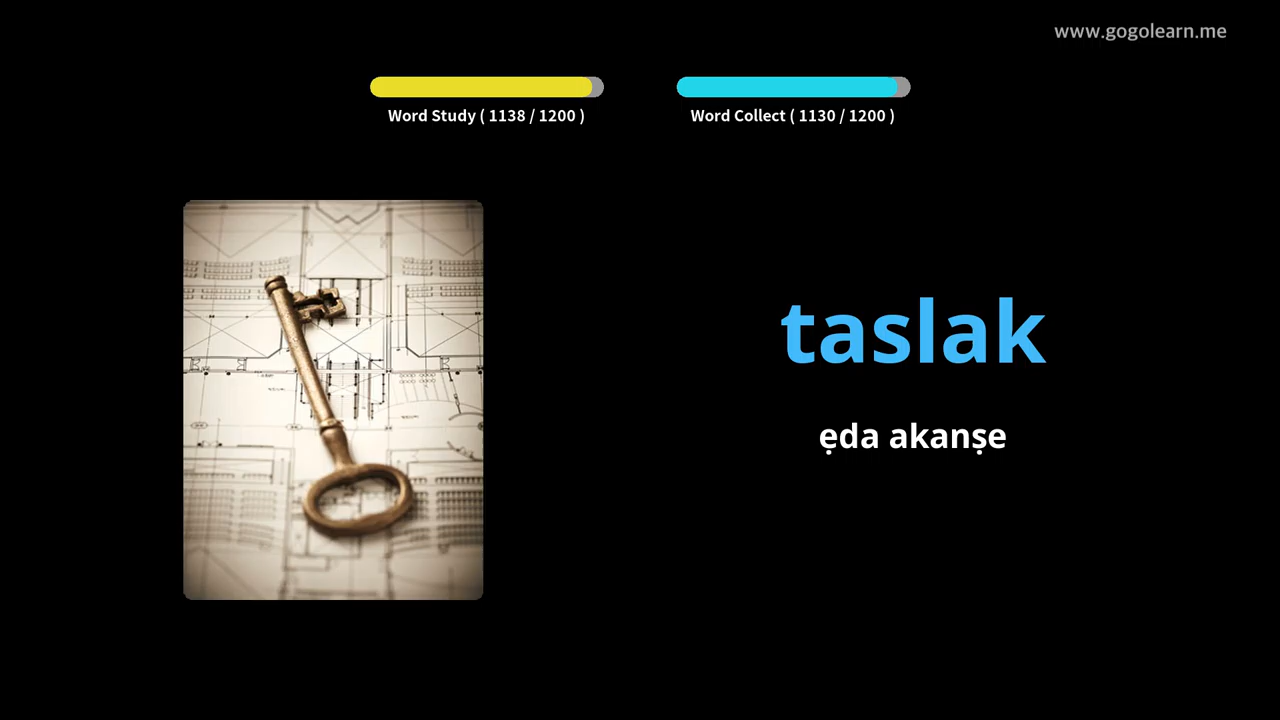 www.gogolearn.me
Word Study ( 1138 / 1200 )
Word Collect ( 1130 / 1200 )
taslak
ẹda akanṣe